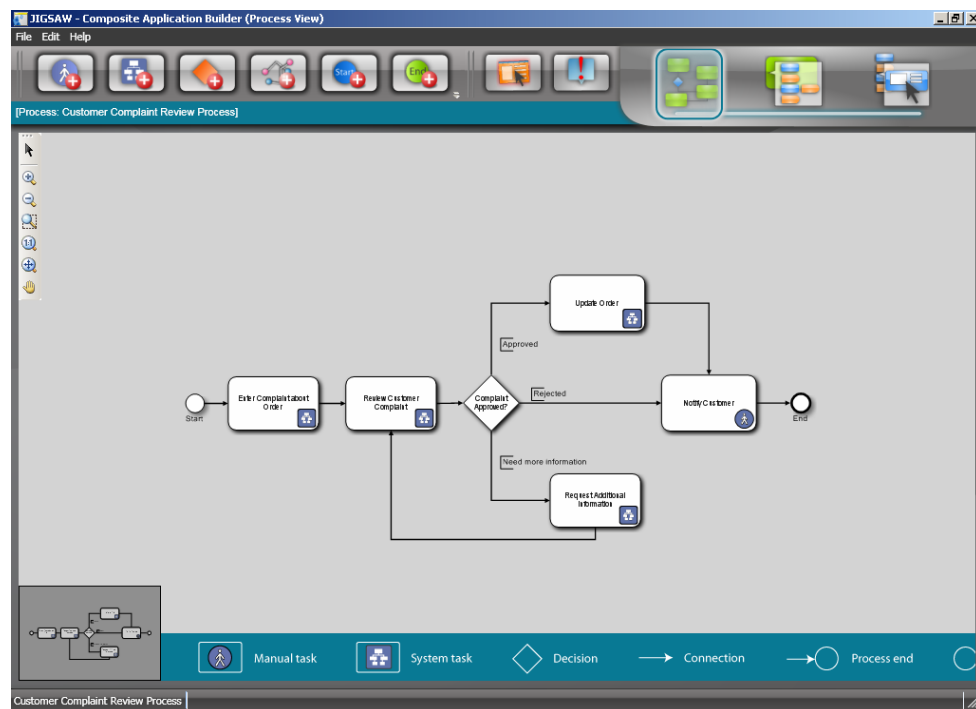 JIGSAW - Composite Application Builder (Process View)
File Edit Help
Start
End
[Process: Customer Complaint Review Process]
1:1
Update Order
Approved
Enter Complaint about
Order
Review Customer
Complaint
Complaint
Approved?
Rejected
Notify Customer
Start
End
Need more information
Request Additional
Information
Manual task
System task
Decision
Connection
Process end
Customer Complaint Review Process